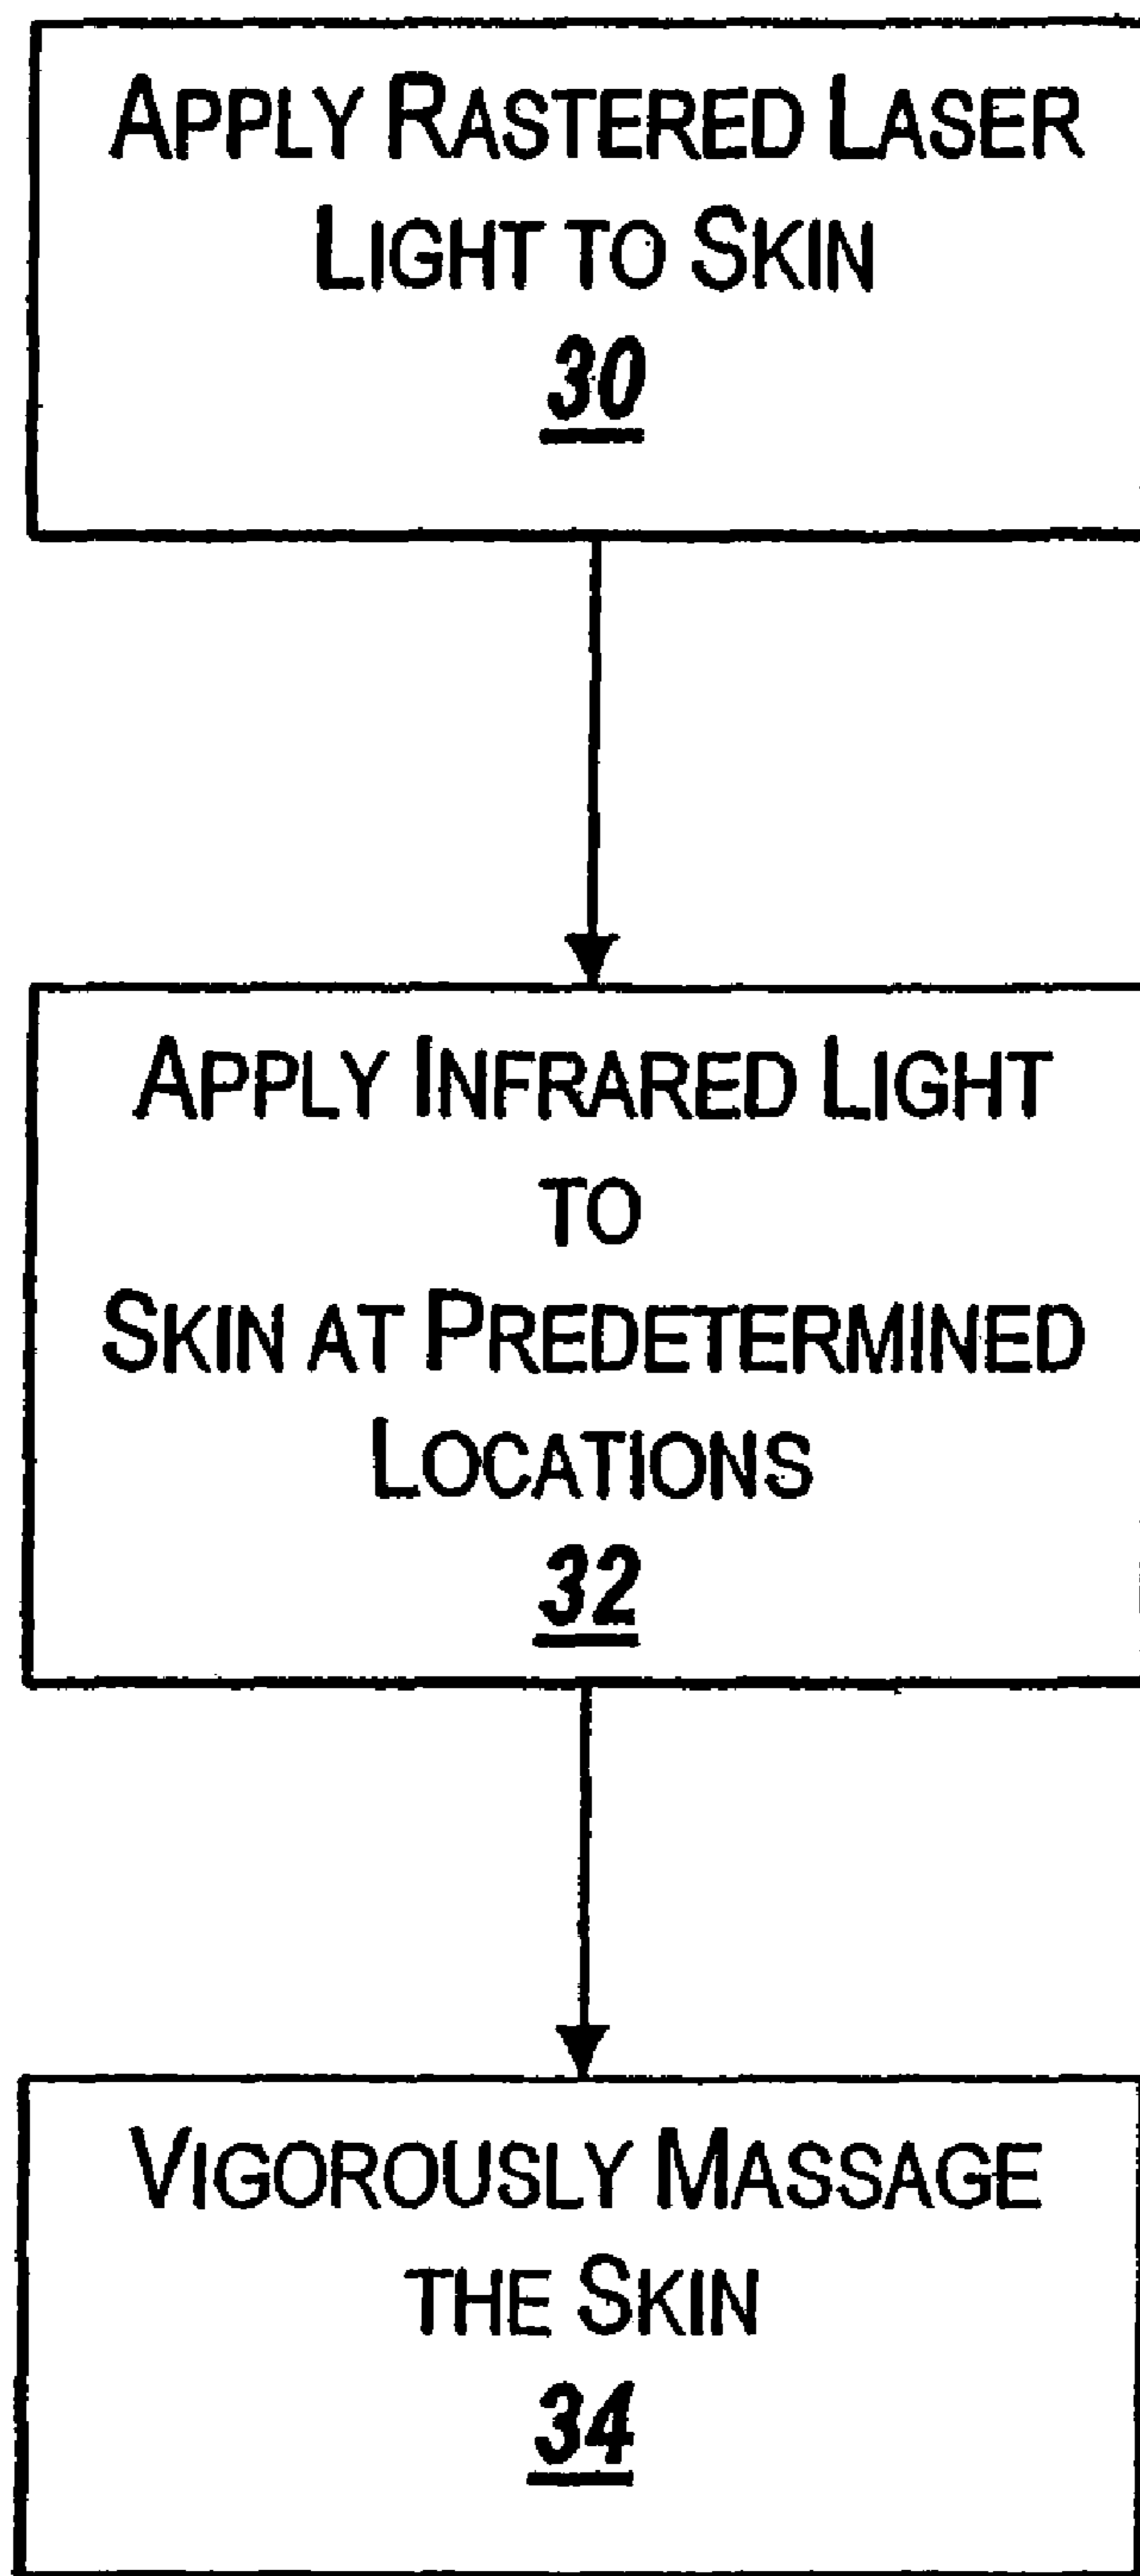 APPLY RASTERED LASER
LIGHT TO SKIN
30
APPLY INFRARED LIGHT
TO
SKIN AT PREDETERMINED
LOCATIONS
32
VIGOROUSLY MASSAGE
THE SKIN
34